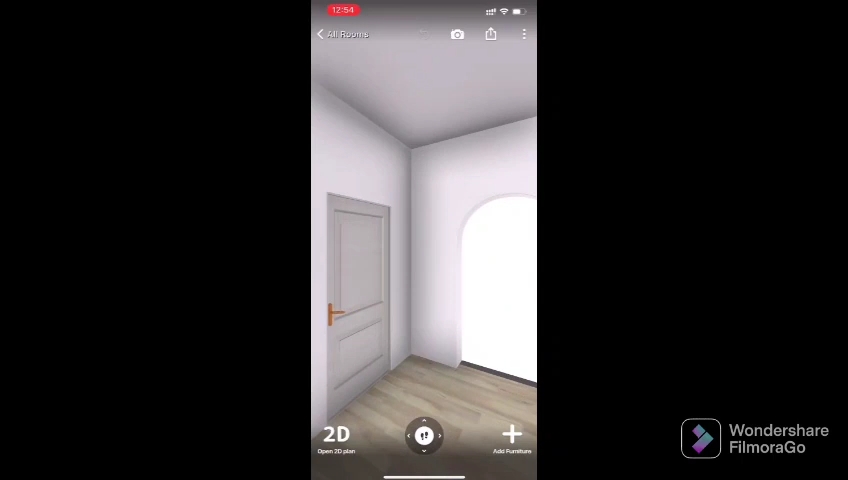 12:54
All Rooms
2D
Open 2D plan
Add Furniture
Wondershare
FilmoraGo